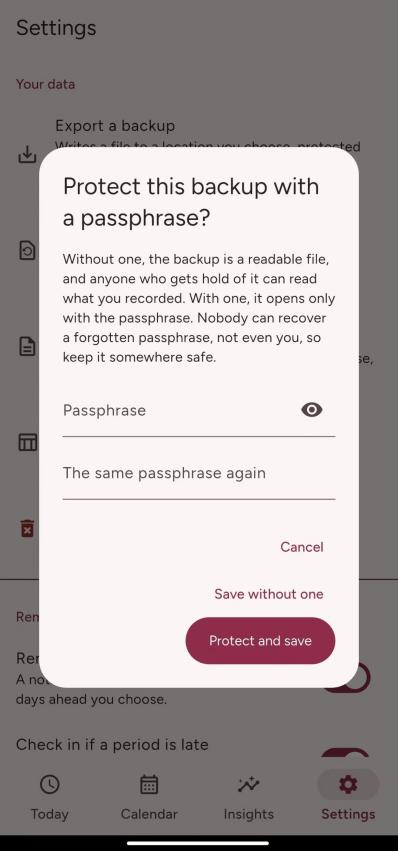 Settings
Your data
Export a backup
Writes a file to a location you choose, protected
Protect this backup with
a passphrase?
Without one, the backup is a readable file,
and anyone who gets hold of it can read
what you recorded. With one, it opens only
with the passphrase. Nobody can recover
a forgotten passphrase, not even you, so
keep it somewhere safe.
Passphrase
The same passphrase again
Cancel
Save without one
Protect and save
days ahead you choose.
Check in if a period is late
Today
Calendar
Insights
Settings